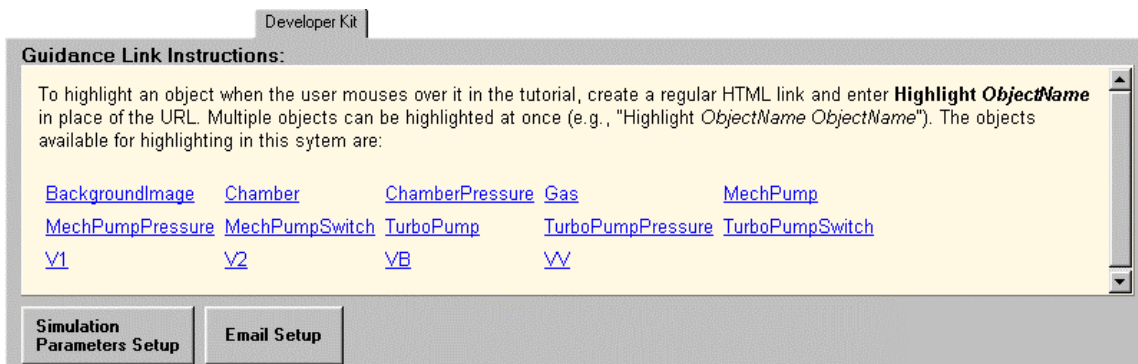 Developer Kit
Guidance Link Instructions:
To highlight an object when the user mouses over it in the tutorial, create a regular HTML link and enter Highlight ObjectName
in place of the URL. Multiple objects can be highlighted at once (e.g., "Highlight ObjectName ObjectName"). The objects
available for highlighting in this sytem are:
BackgroundImage Chamber ChamberPressure Gas MechPump
MechPumpPressure MechPumpSwitch TurboPump TurboPumpPressure TurboPumpSwitch
V1 V2 VB VV
Simulation
Parameters Setup
Email Setup